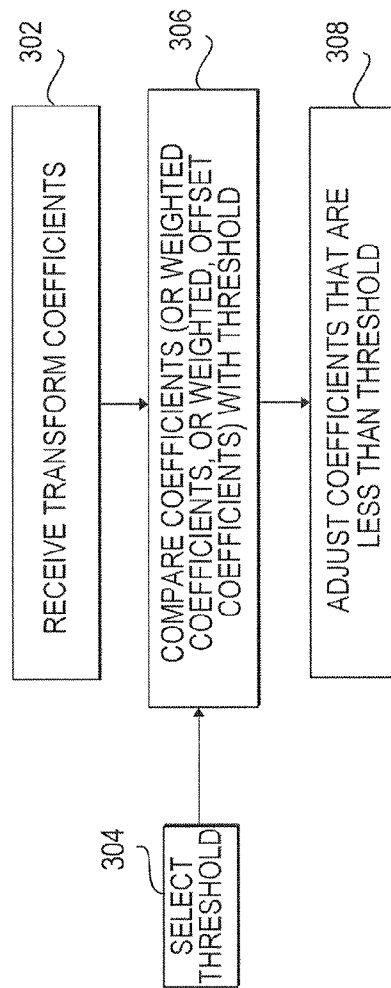 302
RECEIVE TRANSFORM COEFFICIENTS
304
SELECT
THRESHOLD
306
COMPARE COEFFICIENTS (OR WEIGHTED
COEFFICIENTS, OR WEIGHTED, OFFSET
COEFFICIENTS) WITH THRESHOLD
308
ADJUST COEFFICIENTS THAT ARE
LESS THAN THRESHOLD